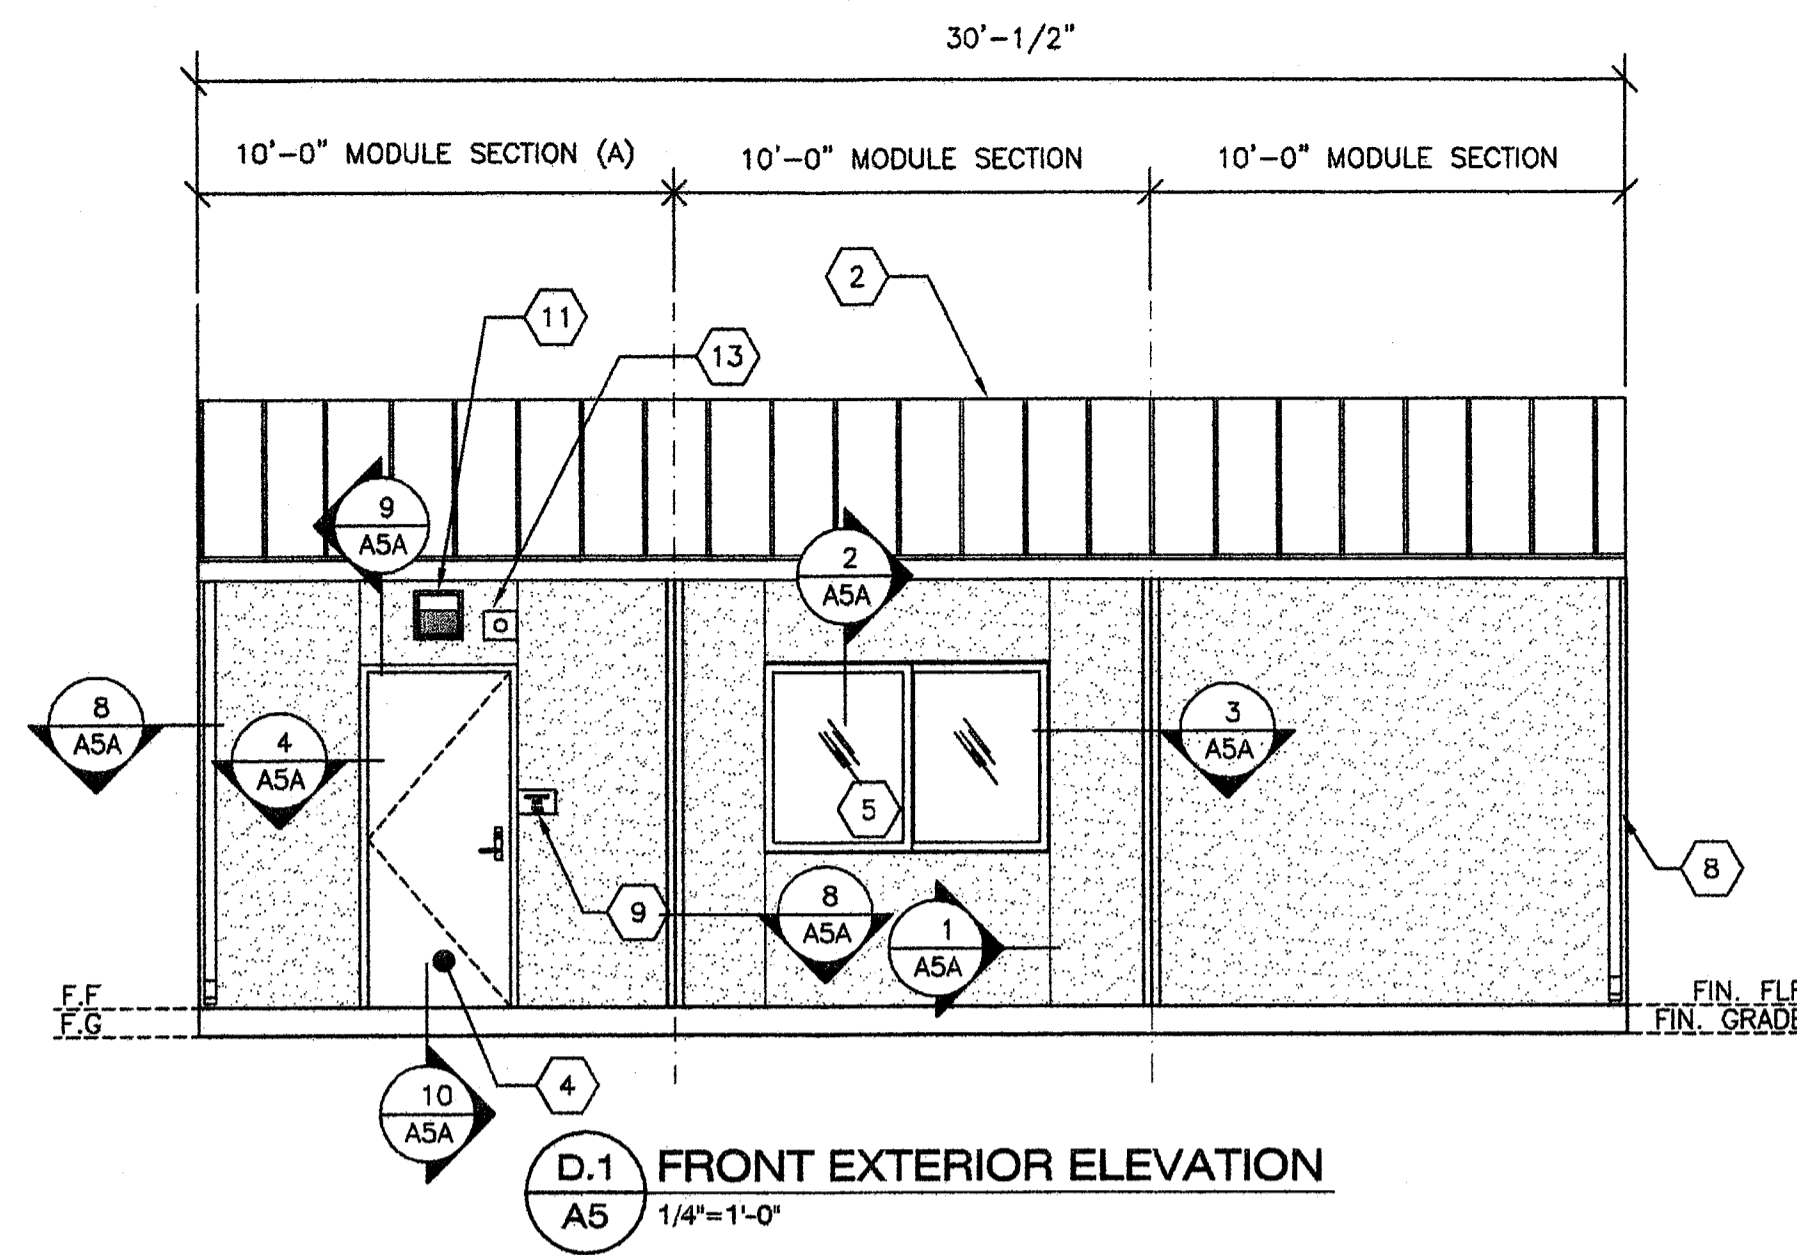 30'-1/2"
10'-0" MODULE SECTION (A)
10'-0" MODULE SECTION
10'-0" MODULE SECTION
2
11
13
9
A5A
2
A5A
8
A5A
4
A5A
3
A5A
5
8
9
8
A5A
1
A5A
F.F
F.G
FIN. FLR
FIN. GRADE
10
A5A
4
D.1
A5
FRONT EXTERIOR ELEVATION
1/4"=1'-0"